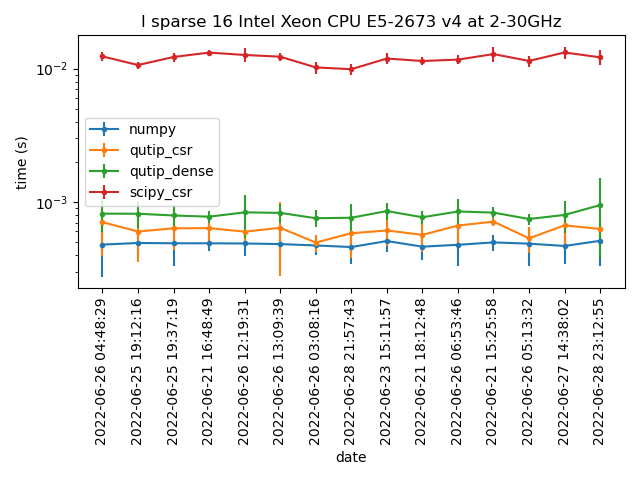 I sparse 16 Intel Xeon CPU E5-2673 v4 at 2-30GHz
time (s)
10⁻²
10⁻³
numpy
qutip_csr
qutip_dense
scipy_csr
2022-06-26 04:48:29
2022-06-25 19:12:16
2022-06-25 19:37:19
2022-06-21 16:48:49
2022-06-26 12:19:31
2022-06-26 13:09:39
2022-06-26 03:08:16
2022-06-28 21:57:43
2022-06-23 15:11:57
2022-06-21 18:12:48
2022-06-26 06:53:46
2022-06-21 15:25:58
2022-06-26 05:13:32
2022-06-27 14:38:02
2022-06-28 23:12:55
date